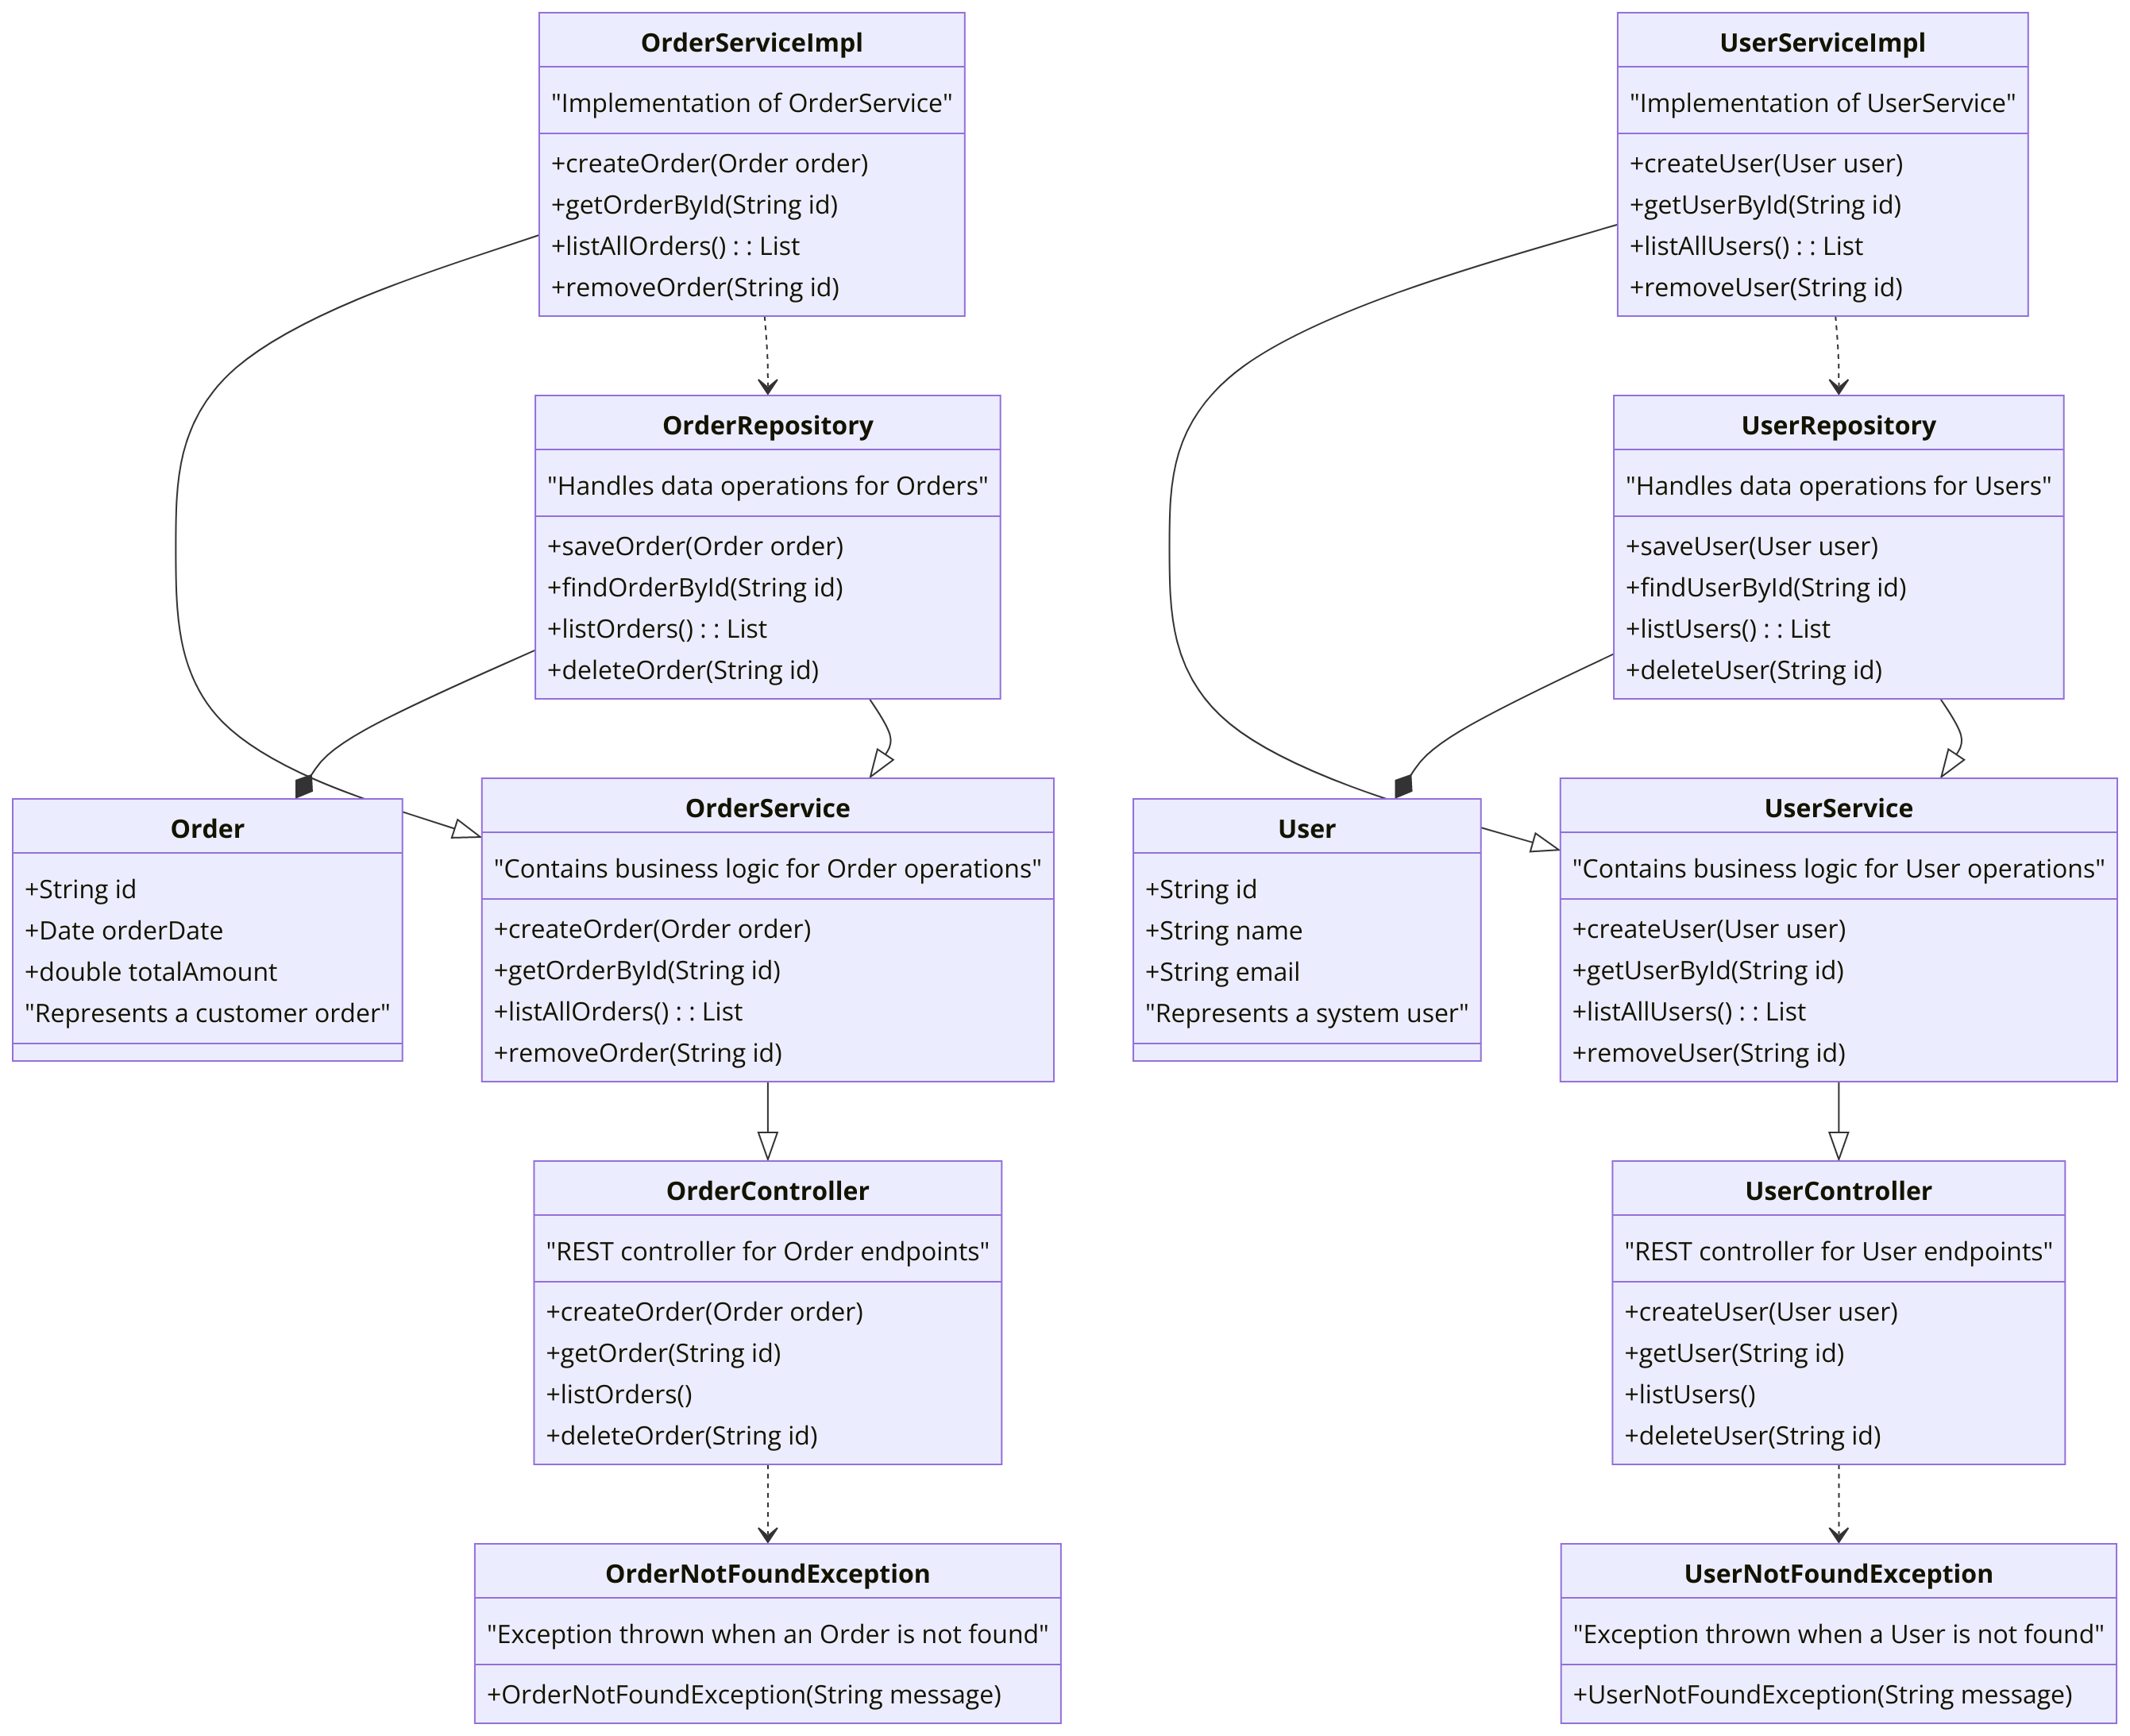 OrderServiceImpl
"Implementation of OrderService"
+createOrder(Order order)
+getOrderById(String id)
+listAllOrders() : : List
+removeOrder(String id)
UserServiceImpl
"Implementation of UserService"
+createUser(User user)
+getUserById(String id)
+listAllUsers() : : List
+removeUser(String id)
OrderRepository
"Handles data operations for Orders"
+saveOrder(Order order)
+findOrderById(String id)
+listOrders() : : List
+deleteOrder(String id)
UserRepository
"Handles data operations for Users"
+saveUser(User user)
+findUserById(String id)
+listUsers() : : List
+deleteUser(String id)
Order
+String id
+Date orderDate
+double totalAmount
"Represents a customer order"
OrderService
"Contains business logic for Order operations"
+createOrder(Order order)
+getOrderById(String id)
+listAllOrders() : : List
+removeOrder(String id)
User
+String id
+String name
+String email
"Represents a system user"
UserService
"Contains business logic for User operations"
+createUser(User user)
+getUserById(String id)
+listAllUsers() : : List
+removeUser(String id)
OrderController
"REST controller for Order endpoints"
+createOrder(Order order)
+getOrder(String id)
+listOrders()
+deleteOrder(String id)
UserController
"REST controller for User endpoints"
+createUser(User user)
+getUser(String id)
+listUsers()
+deleteUser(String id)
OrderNotFoundException
"Exception thrown when an Order is not found"
+OrderNotFoundException(String message)
UserNotFoundException
"Exception thrown when a User is not found"
+UserNotFoundException(String message)